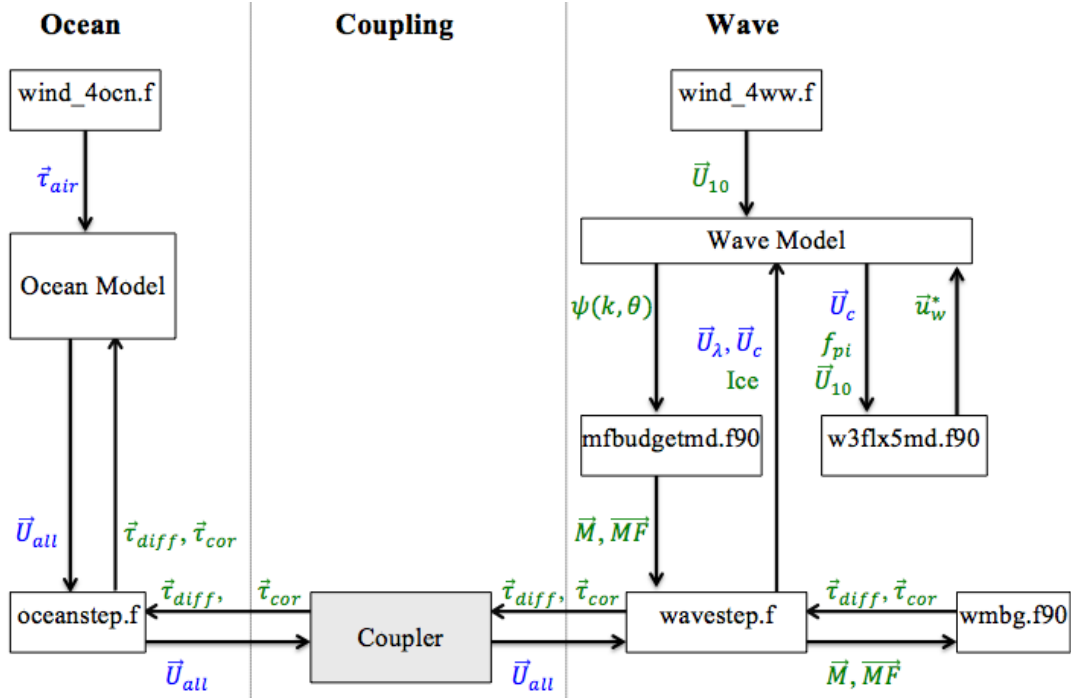 Ocean
Coupling
Wave
wind_4ocn.f
wind_4ww.f
τ⃗_air
U⃗_10
Ocean Model
Wave Model
ψ(k, θ)
U⃗_λ, U⃗_c
Ice
U⃗_c
f_pi
U⃗_10
u⃗*_w
mfbudgetmd.f90
w3flx5md.f90
U⃗_all
τ⃗_diff, τ⃗_cor
M⃗, M⃗F⃗
τ⃗_diff,
τ⃗_cor
τ⃗_diff, τ⃗_cor
τ⃗_diff, τ⃗_cor
oceanstep.f
Coupler
wavestep.f
wmbg.f90
U⃗_all
U⃗_all
M⃗, M⃗F⃗